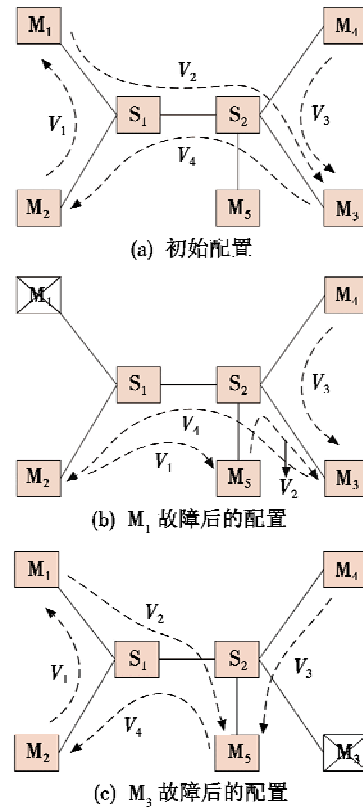 M₁
M₄
V₂
V₁
V₃
S₁
S₂
V₄
M₂
M₅
M₃
(a) 初始配置
M₁
M₄
S₁
S₂
V₃
V₄
V₁
M₂
M₅
V₂
M₃
(b) M₁ 故障后的配置
M₁
M₄
V₂
S₁
S₂
V₃
V₁
V₄
M₂
M₅
M₃
(c) M₃ 故障后的配置